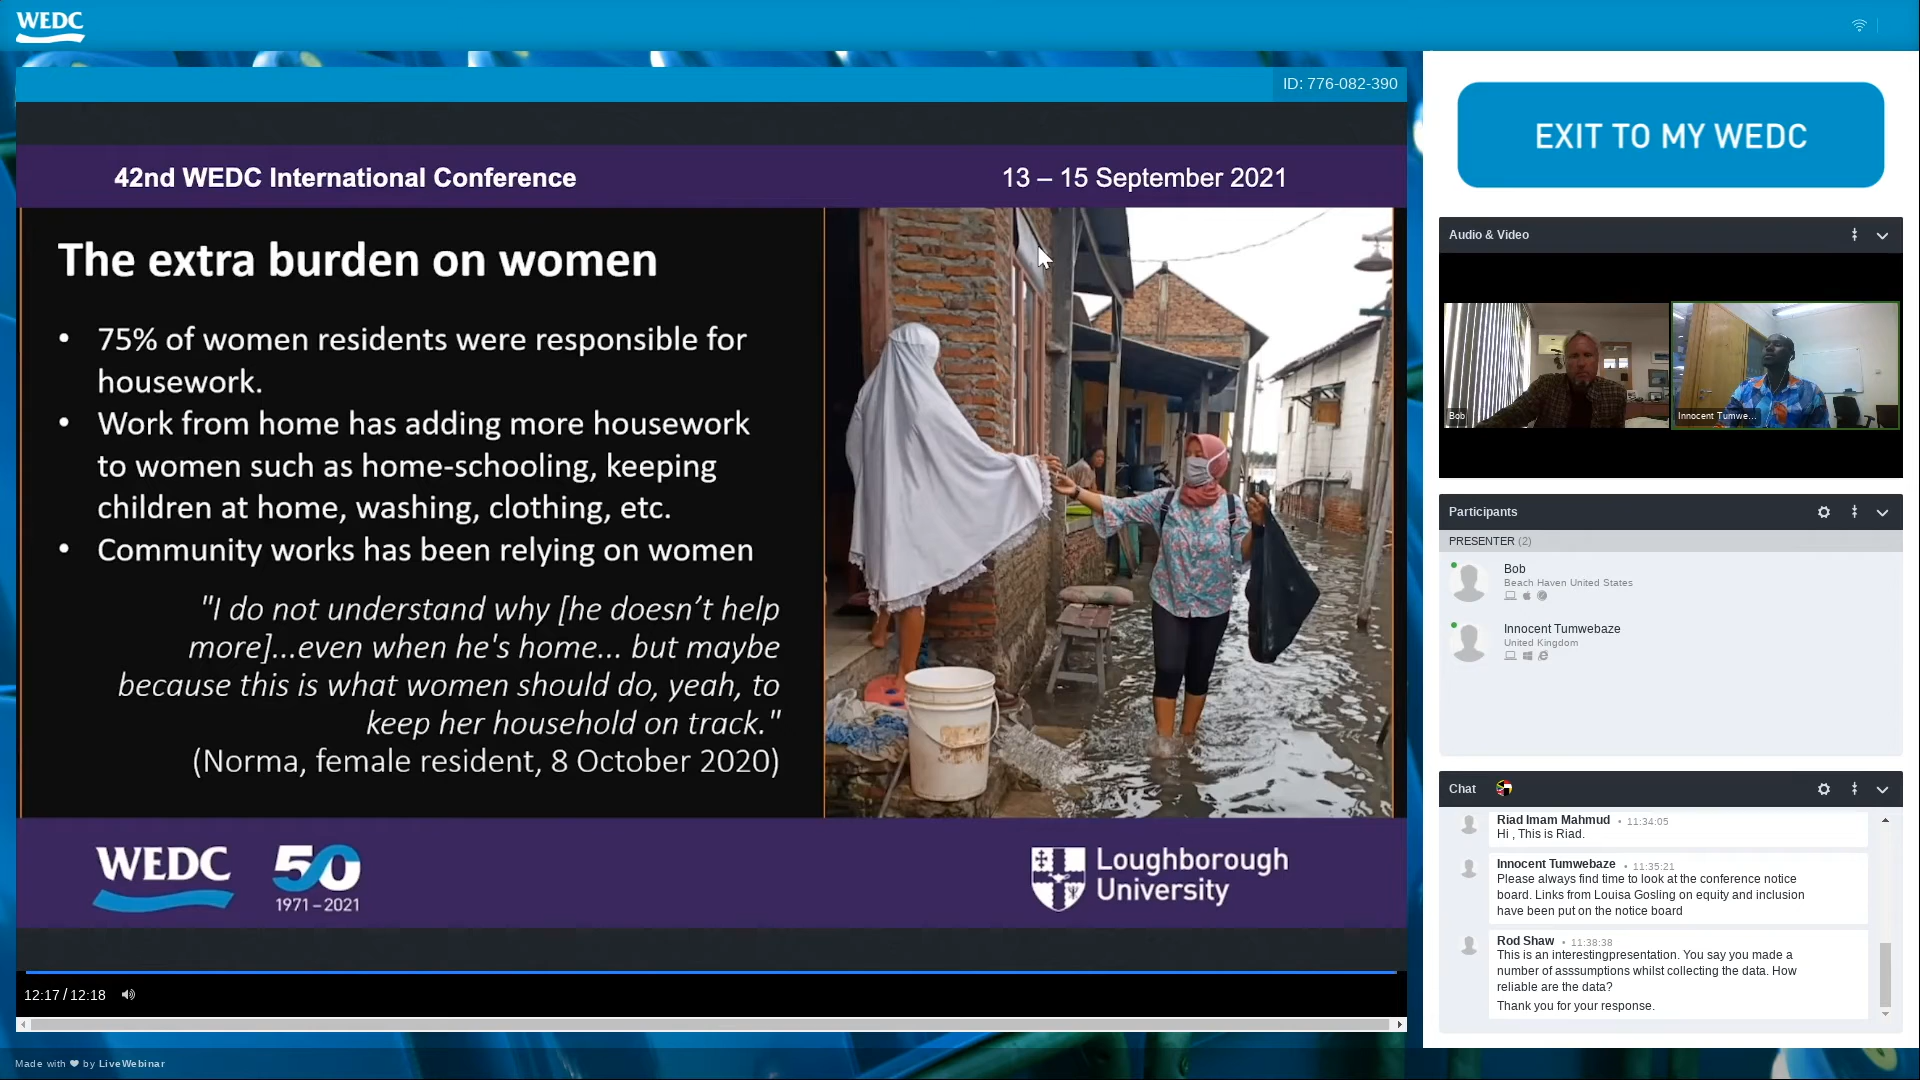 WEDC
ID: 776-082-390
42nd WEDC International Conference
13 – 15 September 2021
The extra burden on women
• 75% of women residents were responsible for
housework.
• Work from home has adding more housework
to women such as home-schooling, keeping
children at home, washing, clothing, etc.
• Community works has been relying on women
"I do not understand why [he doesn’t help
more]...even when he's home... but maybe
because this is what women should do, yeah, to
keep her household on track."
(Norma, female resident, 8 October 2020)
WEDC
50
1971 – 2021
Loughborough
University
12:17 / 12:18
Made with ❤ by LiveWebinar
EXIT TO MY WEDC
Audio & Video
Bob
Innocent Tumwe...
Participants
PRESENTER (2)
Bob
Beach Haven United States
Innocent Tumwebaze
United Kingdom
Chat
Riad Imam Mahmud • 11:34:05
Hi , This is Riad.
Innocent Tumwebaze • 11:35:21
Please always find time to look at the conference notice
board. Links from Louisa Gosling on equity and inclusion
have been put on the notice board
Rod Shaw • 11:38:38
This is an interestingpresentation. You say you made a
number of asssumptions whilst collecting the data. How
reliable are the data?
Thank you for your response.